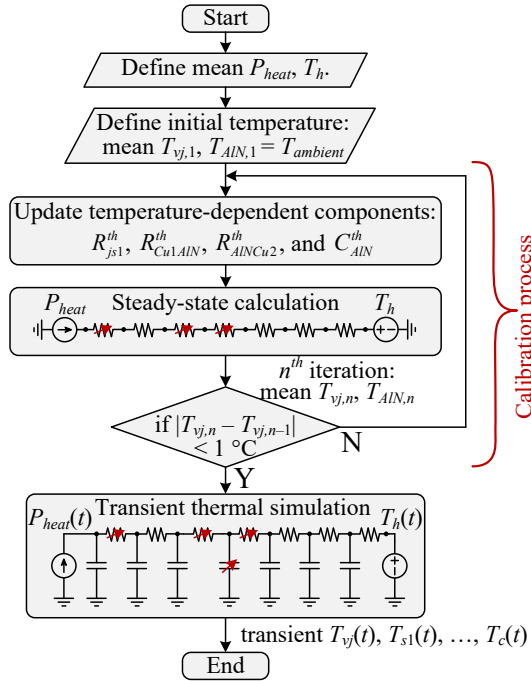 Start
Define mean P_heat, T_h.
Define initial temperature:
mean T_vj,1, T_AlN,1 = T_ambient
Update temperature-dependent components:
R^th_js1, R^th_Cu1AlN, R^th_AlNCu2, and C^th_AlN
P_heat Steady-state calculation T_h
n^th iteration:
mean T_vj,n, T_AlN,n
if |T_vj,n − T_vj,n−1|
< 1 °C
N
Y
Calibration process
Transient thermal simulation
P_heat(t) T_h(t)
transient T_vj(t), T_s1(t), …, T_c(t)
End